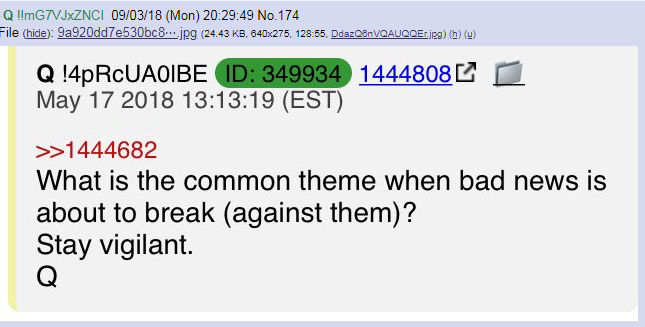 Q !!mG7VJxZNCI 09/03/18 (Mon) 20:29:49 No.174
File (hide): 9a920dd7e530bc8⋯.jpg (24.43 KB, 640x275, 128:55, DdazQ6nVQAUQQEr.jpg) (h) (u)
Q !4pRcUA0lBE ID: 349934 1444808
May 17 2018 13:13:19 (EST)
>>1444682
What is the common theme when bad news is
about to break (against them)?
Stay vigilant.
Q